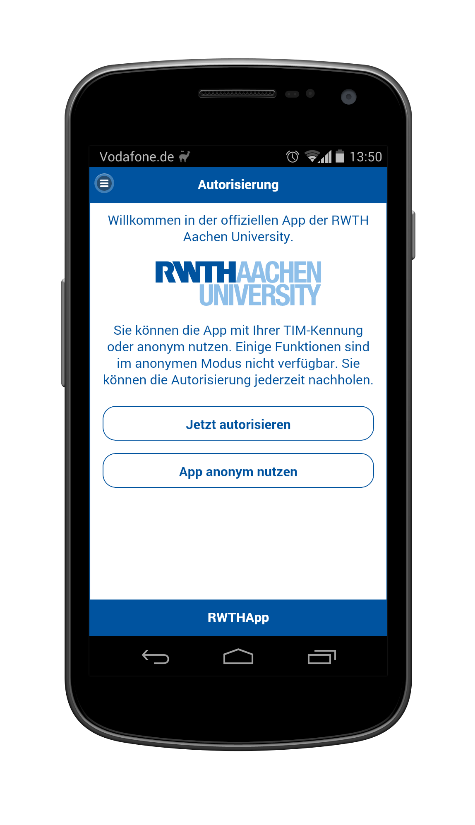 Vodafone.de 13:50
Autorisierung
Willkommen in der offiziellen App der RWTH
Aachen University.
RWTHAACHEN
UNIVERSITY
Sie können die App mit Ihrer TIM-Kennung
oder anonym nutzen. Einige Funktionen sind
im anonymen Modus nicht verfügbar. Sie
können die Autorisierung jederzeit nachholen.
Jetzt autorisieren
App anonym nutzen
RWTHApp